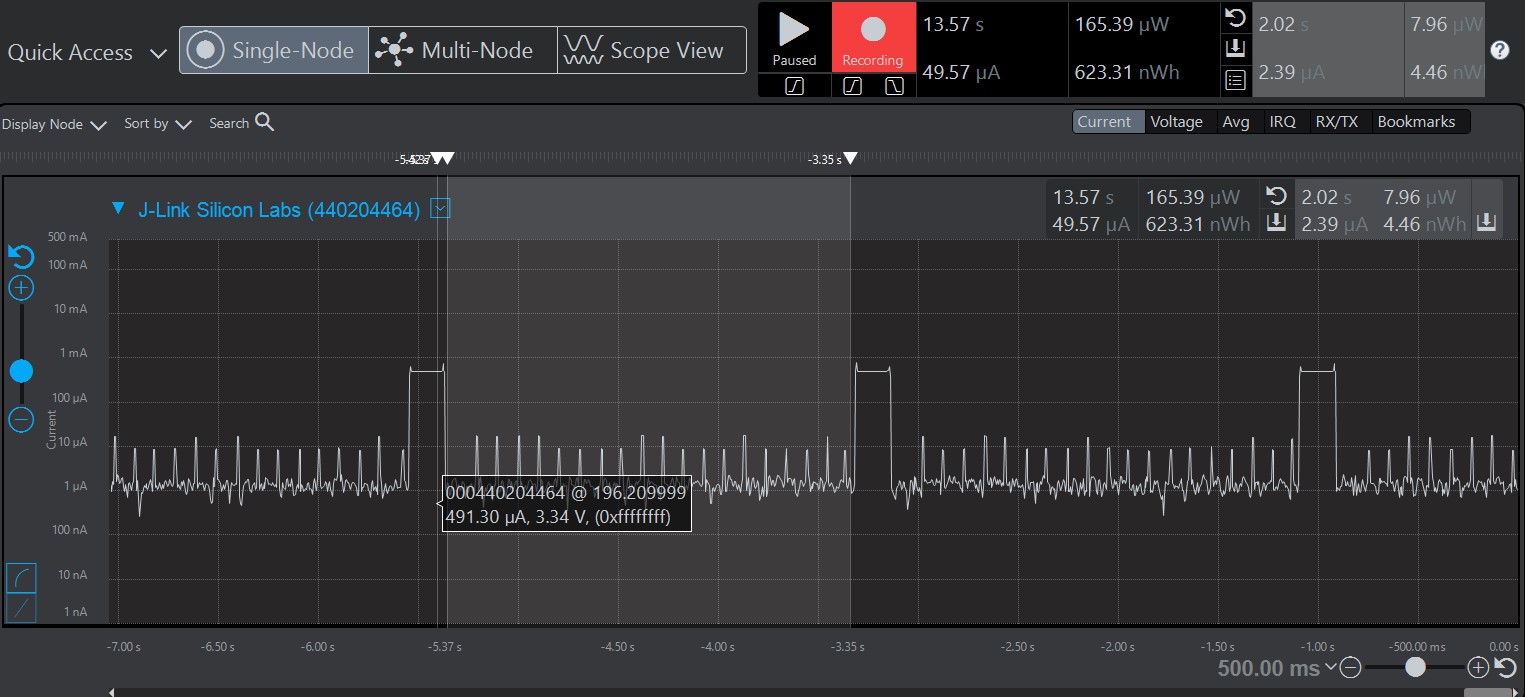 Quick Access
Single-Node
Multi-Node
Scope View
Paused
Recording
13.57 s
165.39 µW
49.57 µA
623.31 nWh
2.02 s
7.96 µW
2.39 µA
4.46 nW
?
Display Node
Sort by
Search
Current
Voltage
Avg
IRQ
RX/TX
Bookmarks
-3.35 s
J-Link Silicon Labs (440204464)
13.57 s 165.39 µW
49.57 µA 623.31 nWh
2.02 s 7.96 µW
2.39 µA 4.46 nWh
500 mA
100 mA
10 mA
1 mA
100 µA
10 µA
1 µA
100 nA
10 nA
1 nA
Current
000440204464 @ 196.209999
491.30 µA, 3.34 V, (0xffffffff)
-7.00 s
-6.50 s
-6.00 s
-5.37 s
-4.50 s
-4.00 s
-3.35 s
-2.50 s
-2.00 s
-1.50 s
-1.00 s
-500.00 ms
0.00 s
500.00 ms